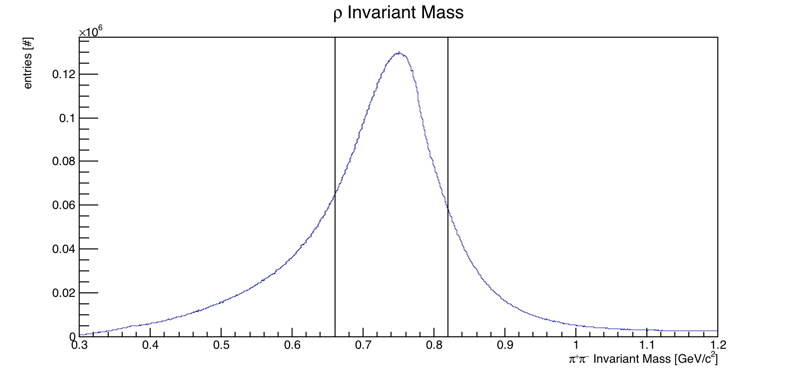 ρ Invariant Mass
×10⁶
entries [#]
0.12
0.1
0.08
0.06
0.04
0.02
0
0.3 0.4 0.5 0.6 0.7 0.8 0.9 1 1.1 1.2
π⁺π⁻ Invariant Mass [GeV/c²]